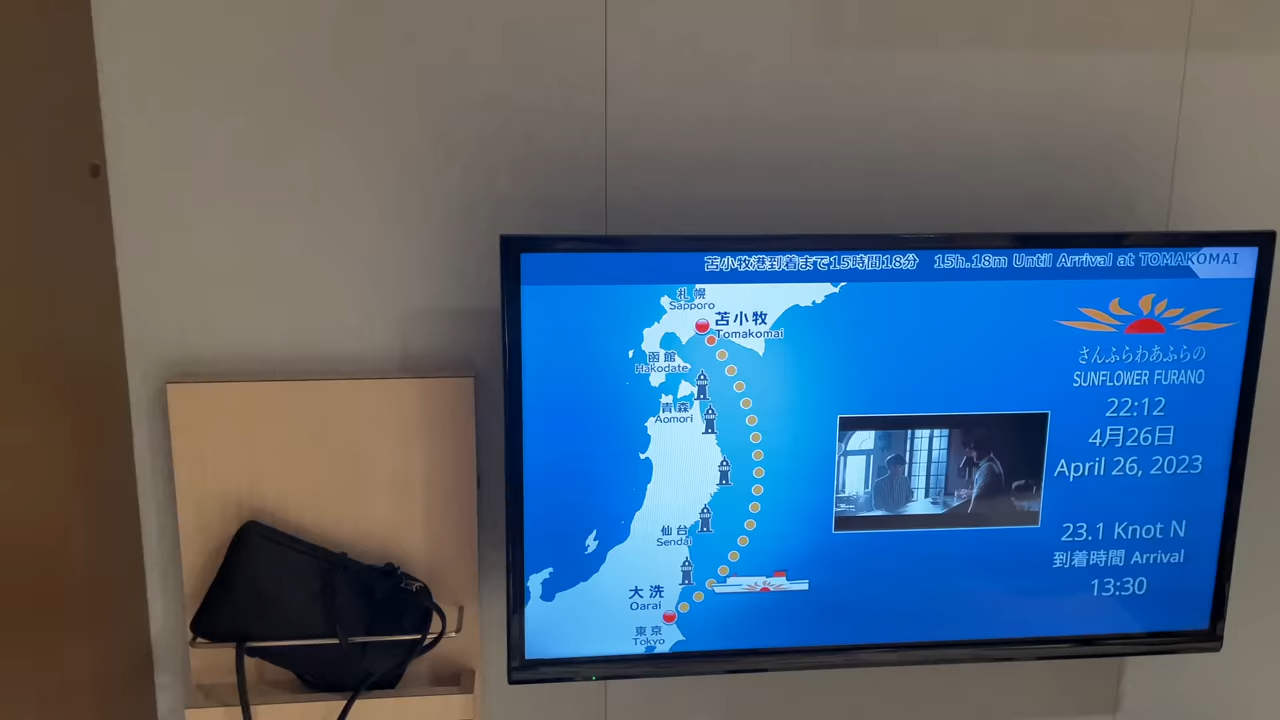 苫小牧港到着まで15時間18分 15h.18m Until Arrival at TOMAKOMAI
札幌
Sapporo
苫小牧
Tomakomai
函館
Hakodate
青森
Aomori
仙台
Sendai
大洗
Oarai
東京
Tokyo
さんふらわあふらの
SUNFLOWER FURANO
22:12
4月26日
April 26, 2023
23.1 Knot N
到着時間 Arrival
13:30